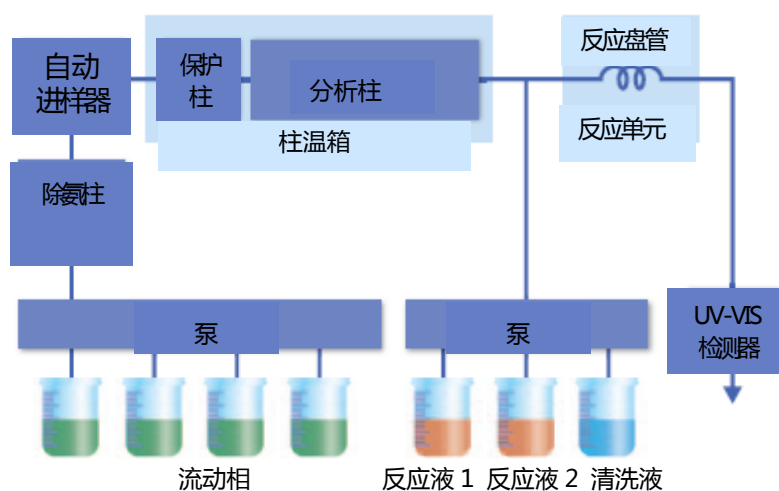 自动
进样器
保护
柱
分析柱
柱温箱
反应盘管
反应单元
除氨柱
泵
泵
UV-VIS
检测器
流动相
反应液 1
反应液 2
清洗液